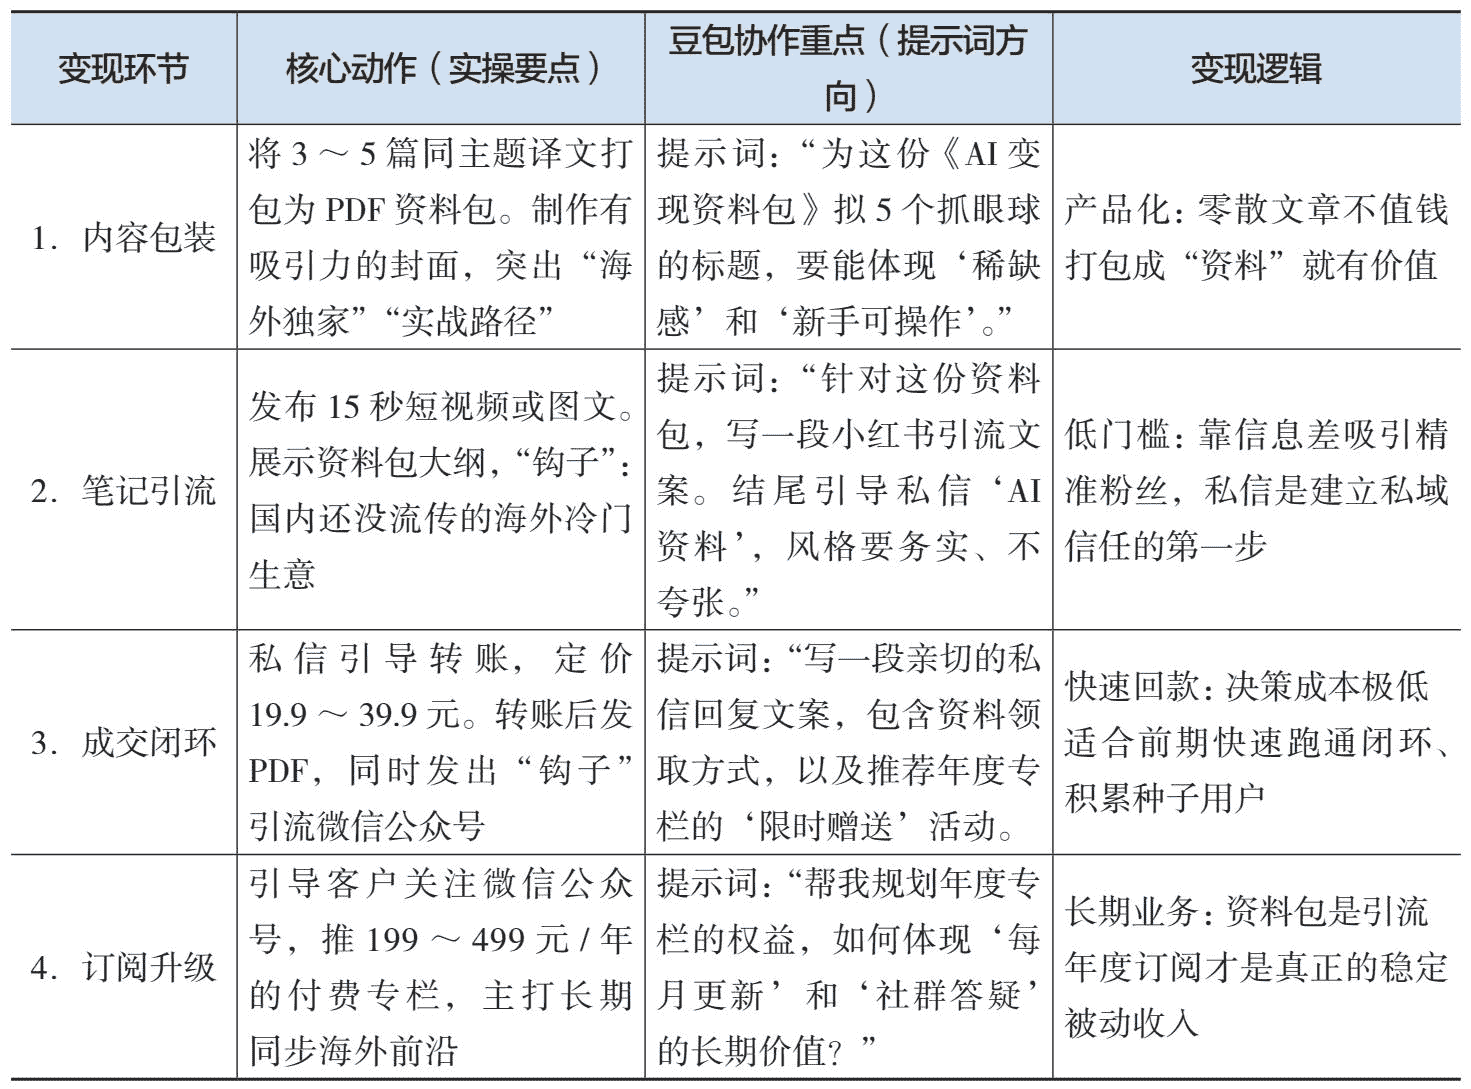 变现环节
核心动作（实操要点）
豆包协作重点（提示词方
向）
变现逻辑
1. 内容包装
将 3 ～ 5 篇同主题译文打
包为 PDF 资料包。制作有
吸引力的封面，突出“海
外独家”“实战路径”
提示词：“为这份《AI 变
现资料包》拟 5 个抓眼球
的标题，要能体现‘稀缺
感’和‘新手可操作’。”
产品化：零散文章不值钱
打包成“资料”就有价值
2. 笔记引流
发布 15 秒短视频或图文。
展示资料包大纲，“钩子”：
国内还没流传的海外冷门
生意
提示词：“针对这份资料
包，写一段小红书引流文
案。结尾引导私信‘AI
资料’，风格要务实、不
夸张。”
低门槛：靠信息差吸引精
准粉丝，私信是建立私域
信任的第一步
3. 成交闭环
私信引导转账，定价
19.9 ～ 39.9 元。转账后发
PDF，同时发出“钩子”
引流微信公众号
提示词：“写一段亲切的私
信回复文案，包含资料领
取方式，以及推荐年度专
栏的‘限时赠送’活动。
快速回款：决策成本极低
适合前期快速跑通闭环、
积累种子用户
4. 订阅升级
引导客户关注微信公众
号，推 199 ～ 499 元 / 年
的付费专栏，主打长期
同步海外前沿
提示词：“帮我规划年度专
栏的权益，如何体现‘每
月更新’和‘社群答疑’
的长期价值？”
长期业务：资料包是引流
年度订阅才是真正的稳定
被动收入